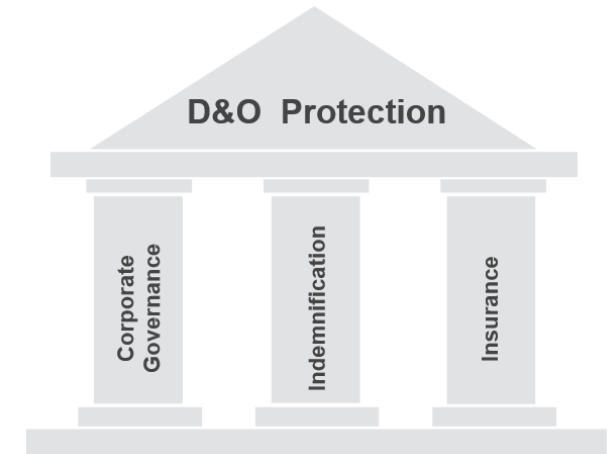 D&O Protection
Corporate
Governance
Indemnification
Insurance